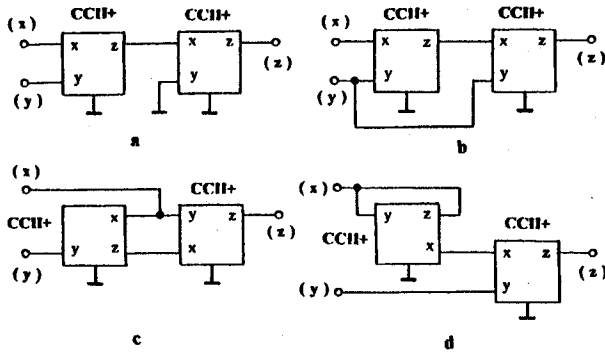 CCII+ CCII+
(x) x z x z (z)
(y) y y
a
CCII+ CCII+
(x) x z x z (z)
(y) y y
b
(x)
CCII+
CCII+ x y z (z)
(y) y z x
c
(x)
y z
CCII+ x
CCII+
x z (z)
(y) y
d